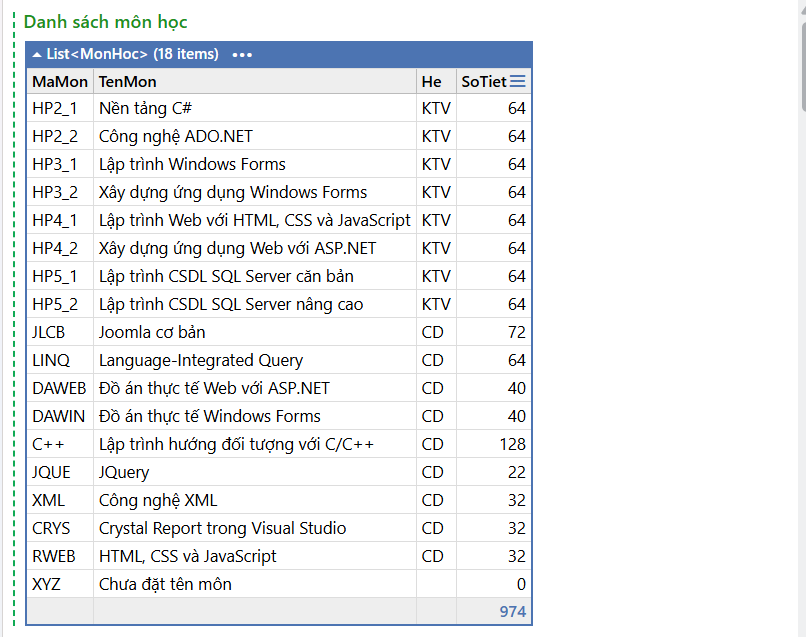 Danh sách môn học
List<MonHoc> (18 items) •••
MaMon TenMon He SoTiet
HP2_1 Nền tảng C# KTV 64
HP2_2 Công nghệ ADO.NET KTV 64
HP3_1 Lập trình Windows Forms KTV 64
HP3_2 Xây dựng ứng dụng Windows Forms KTV 64
HP4_1 Lập trình Web với HTML, CSS và JavaScript KTV 64
HP4_2 Xây dựng ứng dụng Web với ASP.NET KTV 64
HP5_1 Lập trình CSDL SQL Server căn bản KTV 64
HP5_2 Lập trình CSDL SQL Server nâng cao KTV 64
JLCB Joomla cơ bản CD 72
LINQ Language-Integrated Query CD 64
DAWEB Đồ án thực tế Web với ASP.NET CD 40
DAWIN Đồ án thực tế Windows Forms CD 40
C++ Lập trình hướng đối tượng với C/C++ CD 128
JQUE JQuery CD 22
XML Công nghệ XML CD 32
CRYS Crystal Report trong Visual Studio CD 32
RWEB HTML, CSS và JavaScript CD 32
XYZ Chưa đặt tên môn 0
974